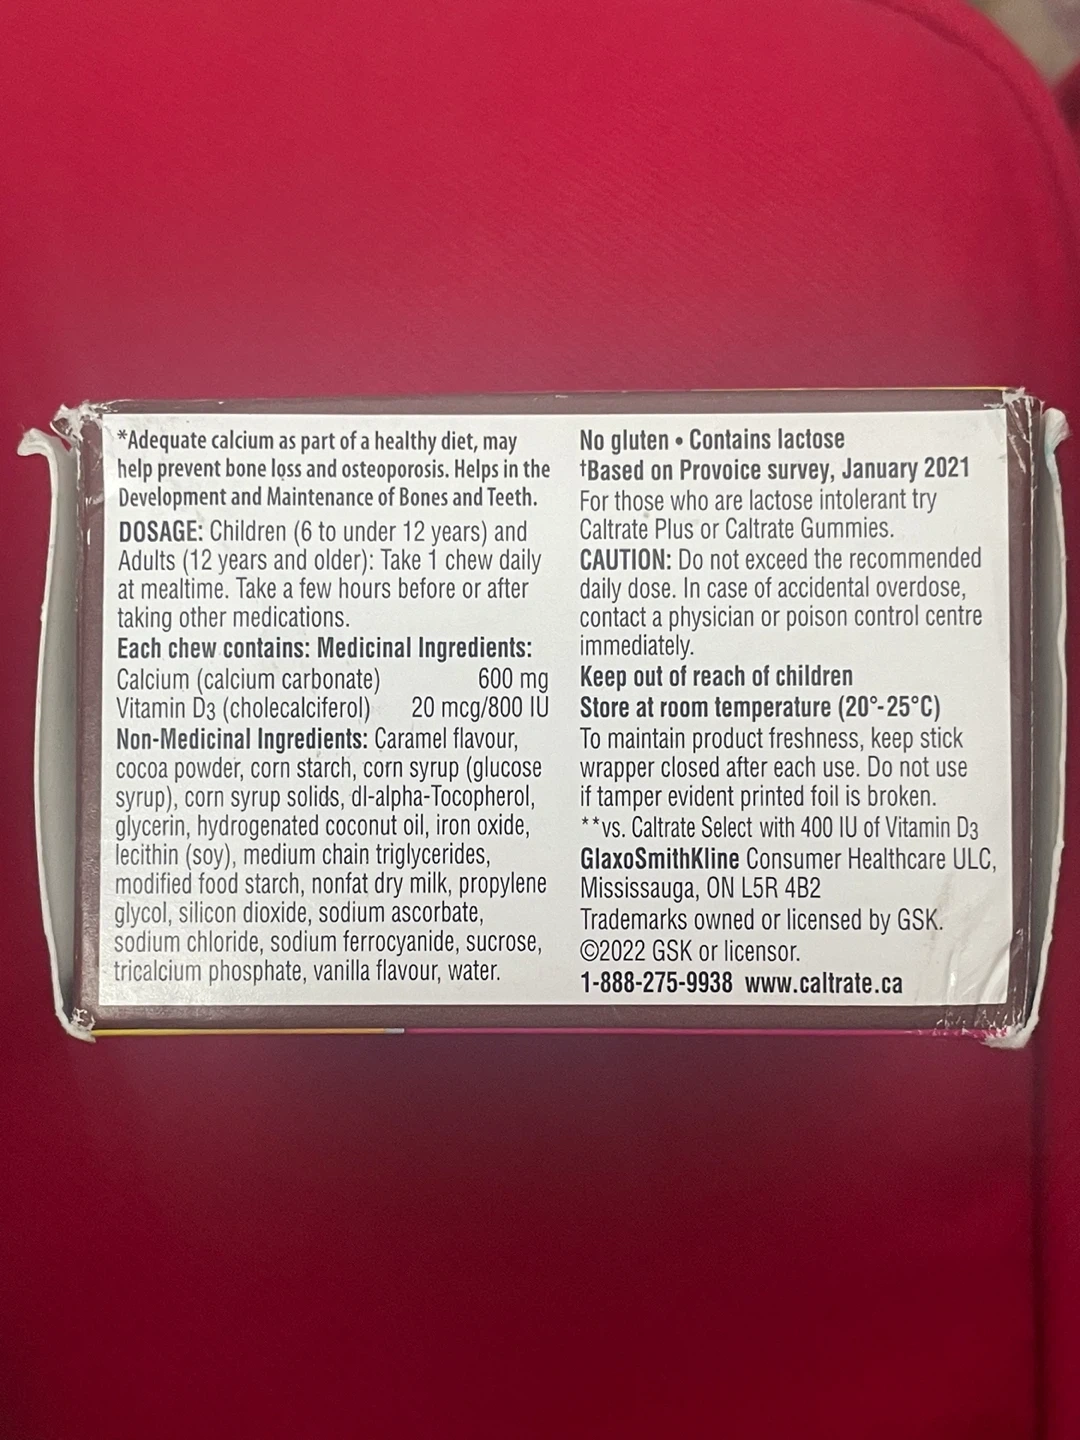 *Adequate calcium as part of a healthy diet, may
help prevent bone loss and osteoporosis. Helps in the
Development and Maintenance of Bones and Teeth.
DOSAGE: Children (6 to under 12 years) and
Adults (12 years and older): Take 1 chew daily
at mealtime. Take a few hours before or after
taking other medications.
Each chew contains: Medicinal Ingredients:
Calcium (calcium carbonate) 600 mg
Vitamin D3 (cholecalciferol) 20 mcg/800 IU
Non-Medicinal Ingredients: Caramel flavour,
cocoa powder, corn starch, corn syrup (glucose
syrup), corn syrup solids, dl-alpha-Tocopherol,
glycerin, hydrogenated coconut oil, iron oxide,
lecithin (soy), medium chain triglycerides,
modified food starch, nonfat dry milk, propylene
glycol, silicon dioxide, sodium ascorbate,
sodium chloride, sodium ferrocyanide, sucrose,
tricalcium phosphate, vanilla flavour, water.
No gluten • Contains lactose
†Based on Provoice survey, January 2021
For those who are lactose intolerant try
Caltrate Plus or Caltrate Gummies.
CAUTION: Do not exceed the recommended
daily dose. In case of accidental overdose,
contact a physician or poison control centre
immediately.
Keep out of reach of children
Store at room temperature (20°-25°C)
To maintain product freshness, keep stick
wrapper closed after each use. Do not use
if tamper evident printed foil is broken.
**vs. Caltrate Select with 400 IU of Vitamin D3
GlaxoSmithKline Consumer Healthcare ULC,
Mississauga, ON L5R 4B2
Trademarks owned or licensed by GSK.
©2022 GSK or licensor.
1-888-275-9938 www.caltrate.ca